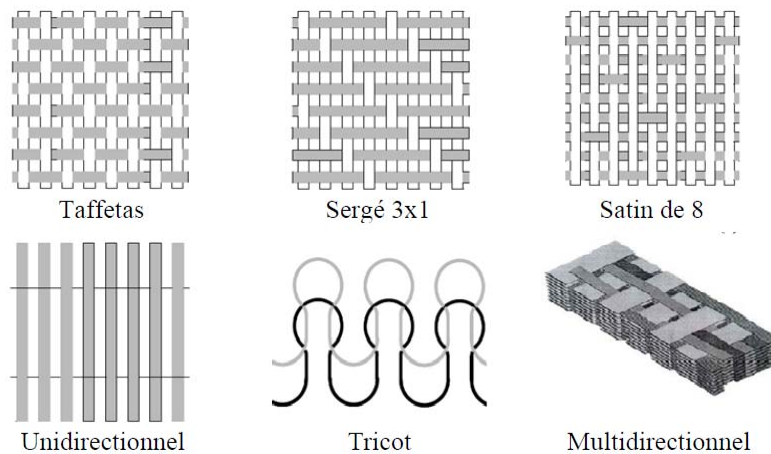 Taffetas
Sergé 3x1
Satin de 8
Unidirectionnel
Tricot
Multidirectionnel